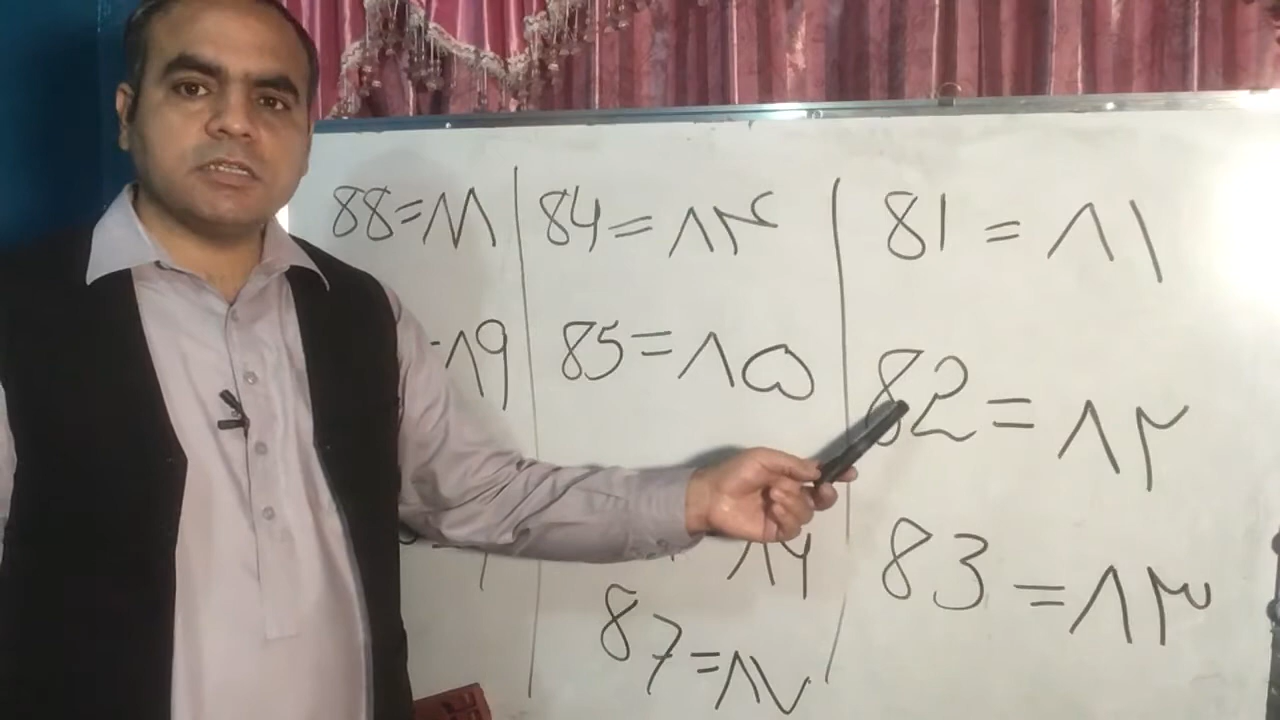 81 = ۸۱
82 = ۸۲
83 = ۸۳
84 = ۸۴
85 = ۸۵
۸۶
87 = ۸۷
88 = ۸۸
۸۹